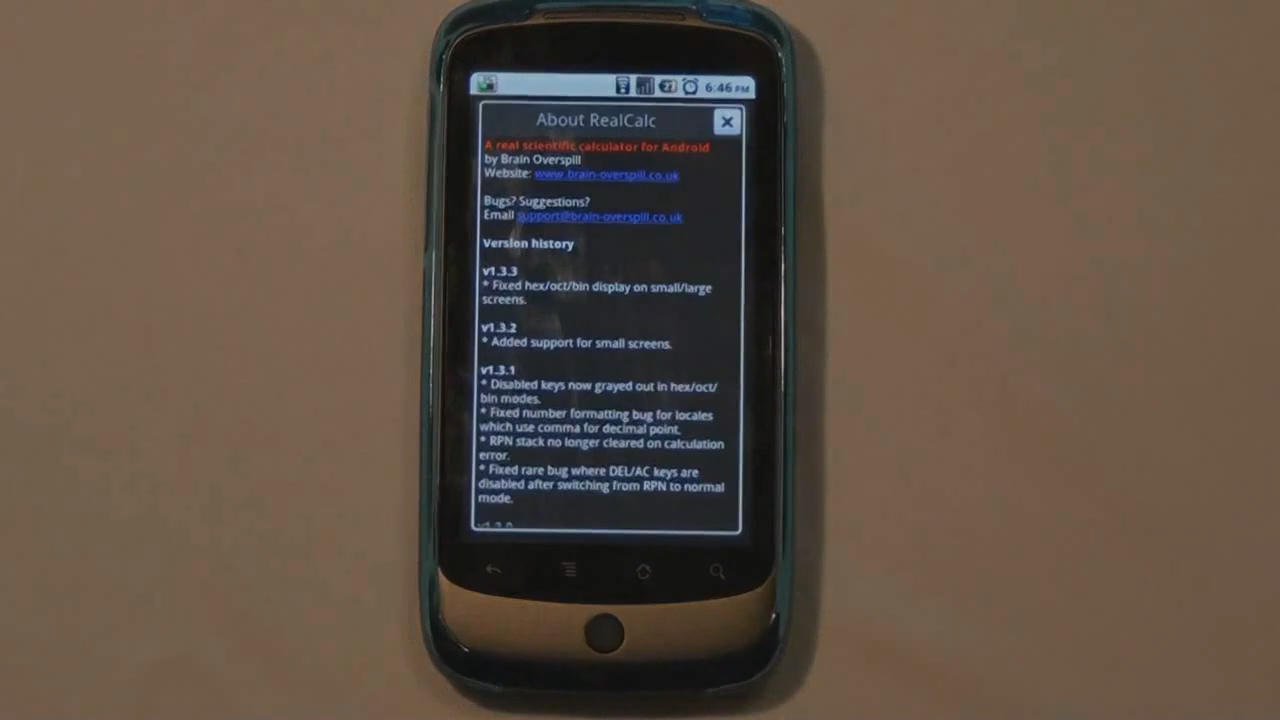 6:46 PM
About RealCalc
A real scientific calculator for Android
by Brain Overspill
Website: www.brain-overspill.co.uk
Bugs? Suggestions?
Email support@brain-overspill.co.uk
Version history
v1.3.3
* Fixed hex/oct/bin display on small/large
screens.
v1.3.2
* Added support for small screens.
v1.3.1
* Disabled keys now grayed out in hex/oct/
bin modes.
* Fixed number formatting bug for locales
which use comma for decimal point.
* RPN stack no longer cleared on calculation
error.
* Fixed rare bug where DEL/AC keys are
disabled after switching from RPN to normal
mode.